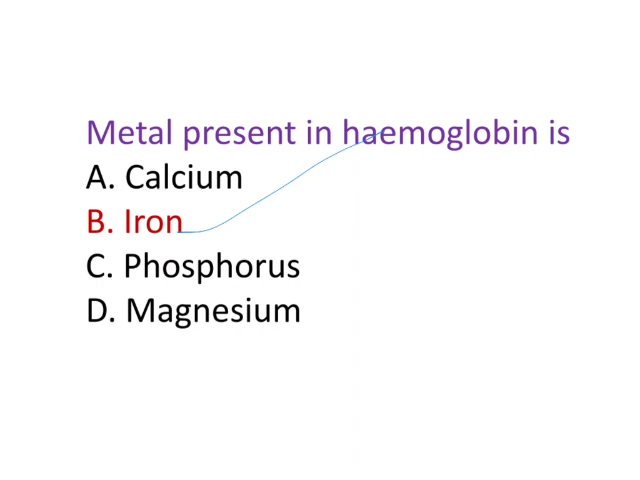 Metal present in haemoglobin is
A. Calcium
B. Iron
C. Phosphorus
D. Magnesium